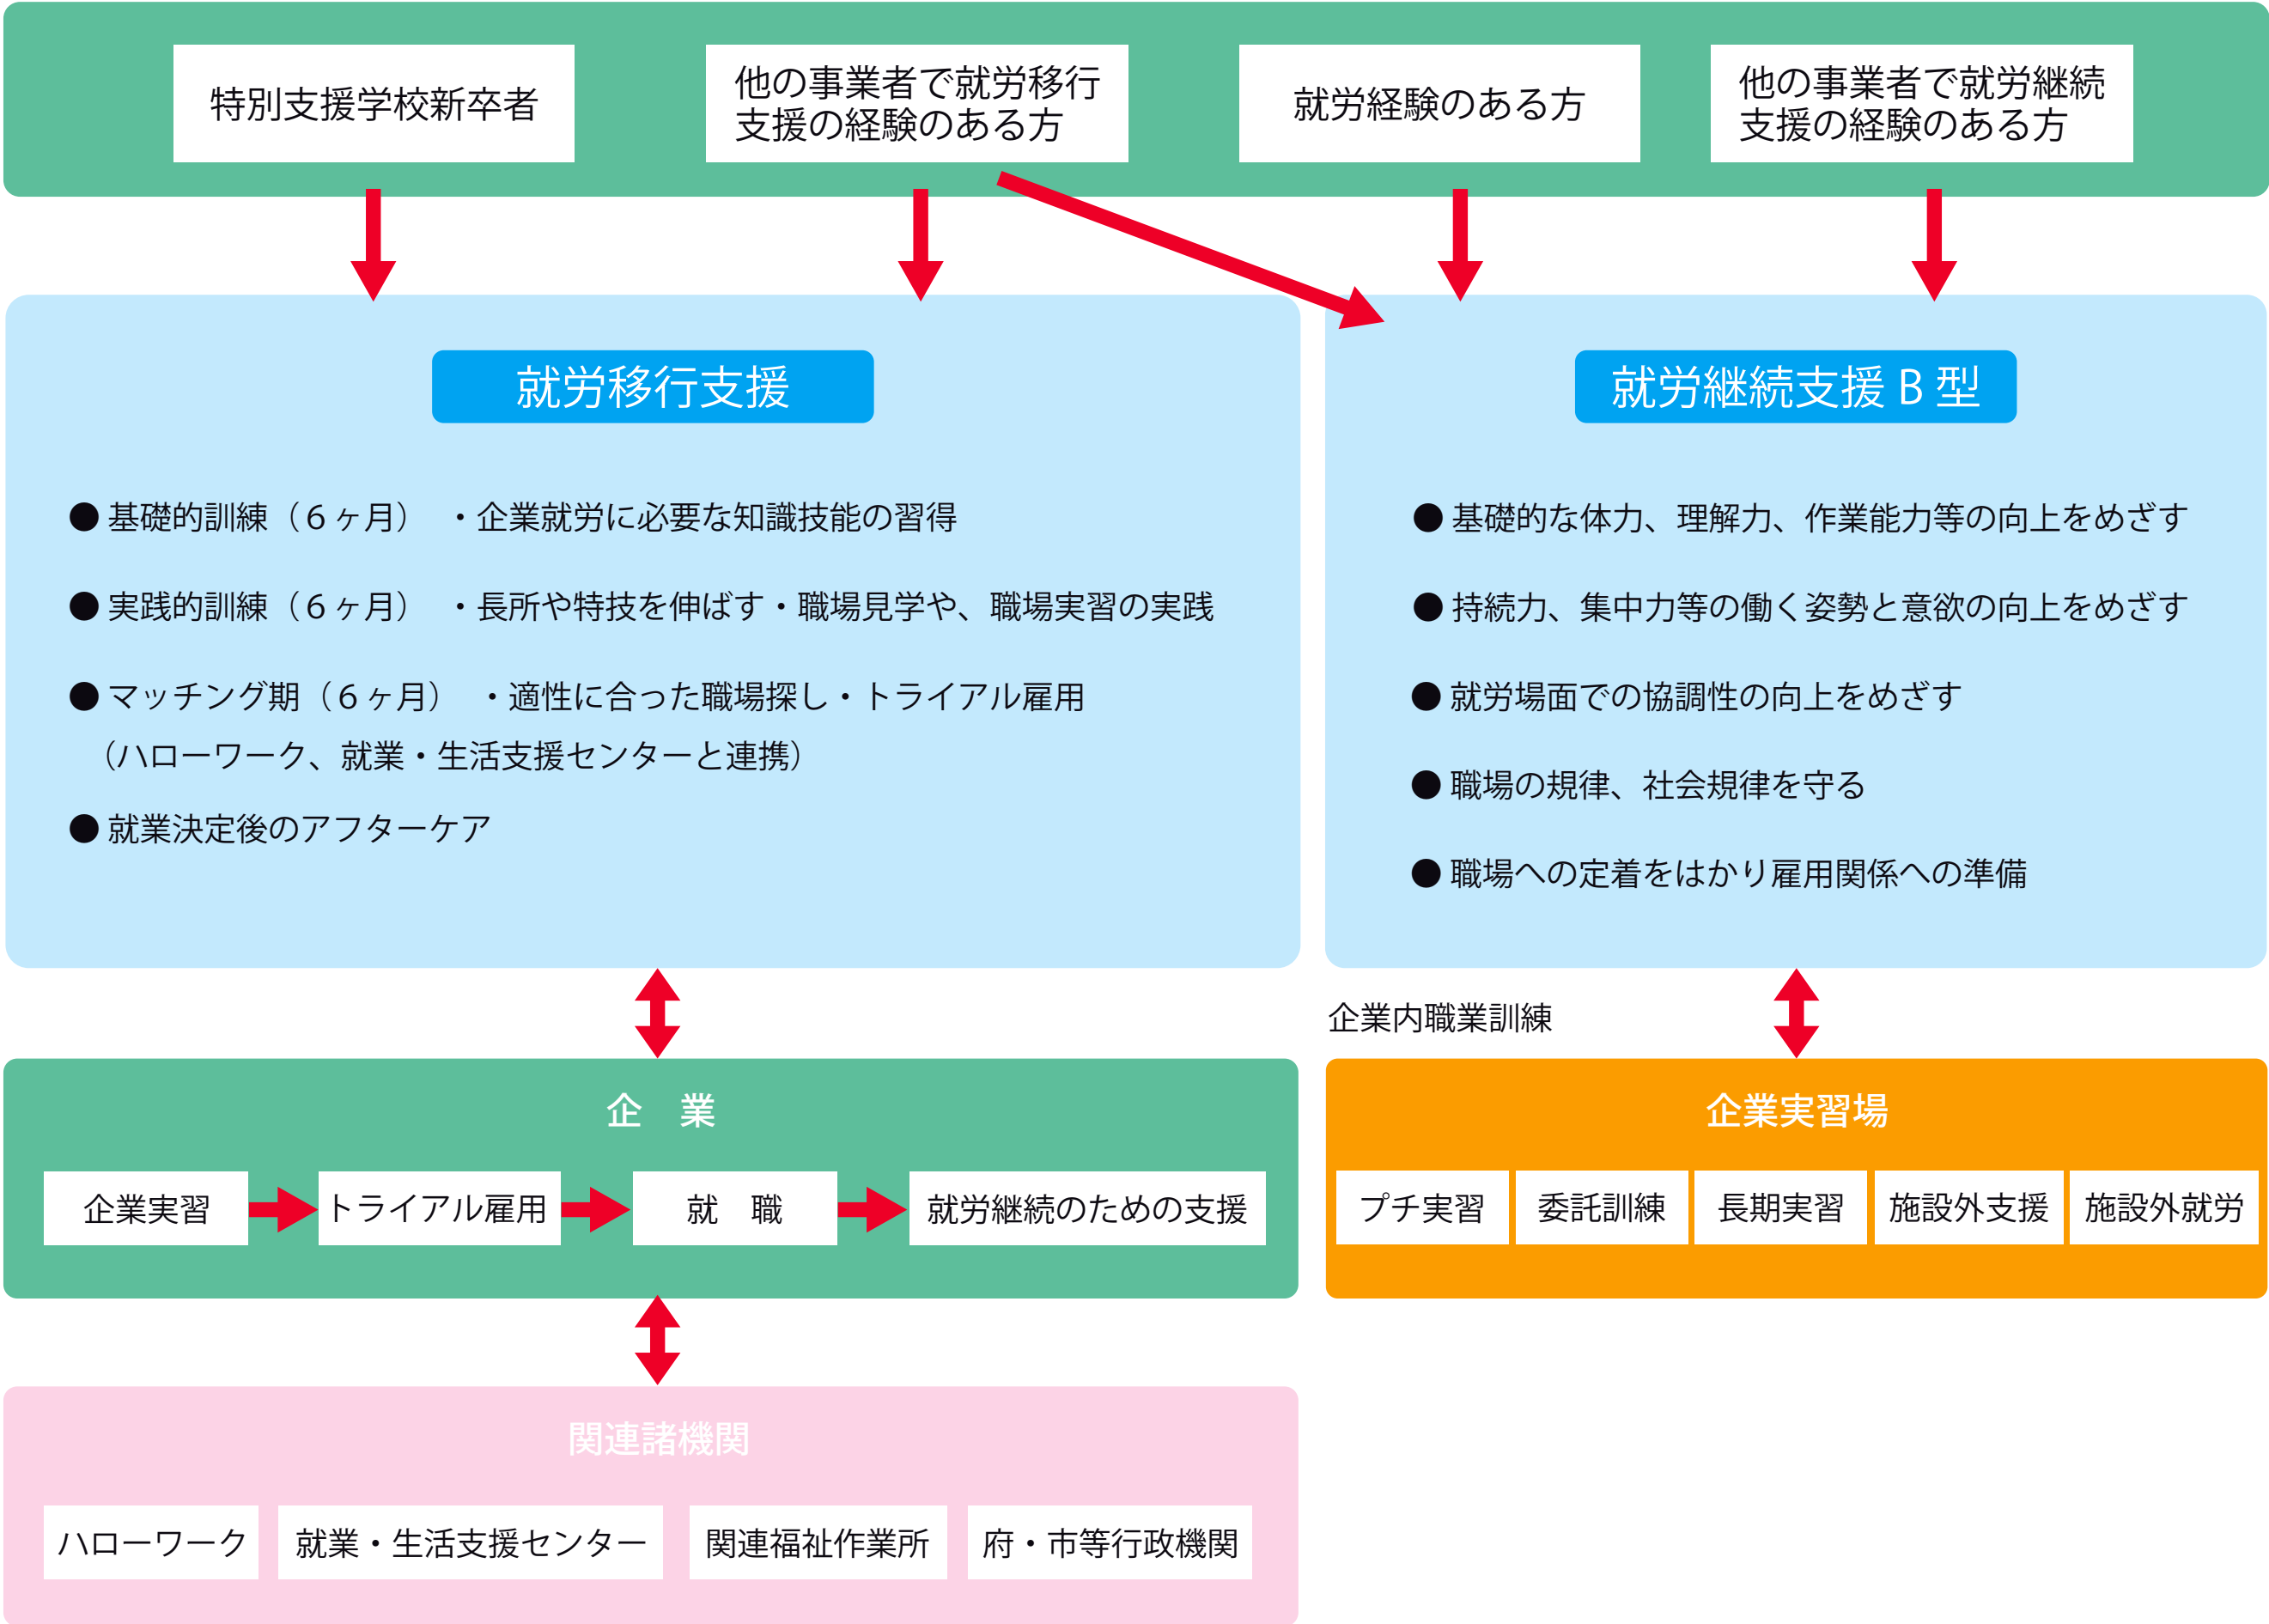 特別支援学校新卒者
他の事業者で就労移行
支援の経験のある方
就労経験のある方
他の事業者で就労継続
支援の経験のある方
就労移行支援
● 基礎的訓練（６ヶ月）　・企業就労に必要な知識技能の習得
● 実践的訓練（６ヶ月）　・長所や特技を伸ばす・職場見学や、職場実習の実践
● マッチング期（６ヶ月）　・適性に合った職場探し・トライアル雇用
（ハローワーク、就業・生活支援センターと連携）
● 就業決定後のアフターケア
就労継続支援 B 型
● 基礎的な体力、理解力、作業能力等の向上をめざす
● 持続力、集中力等の働く姿勢と意欲の向上をめざす
● 就労場面での協調性の向上をめざす
● 職場の規律、社会規律を守る
● 職場への定着をはかり雇用関係への準備
企業内職業訓練
企　業
企業実習
トライアル雇用
就　職
就労継続のための支援
企業実習場
プチ実習
委託訓練
長期実習
施設外支援
施設外就労
関連諸機関
ハローワーク
就業・生活支援センター
関連福祉作業所
府・市等行政機関